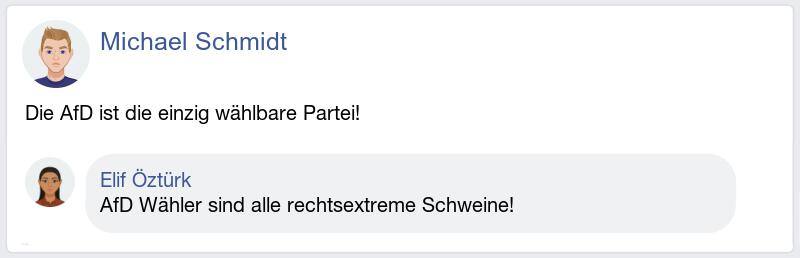 Michael Schmidt
Die AfD ist die einzig wählbare Partei!
Elif Öztürk
AfD Wähler sind alle rechtsextreme Schweine!